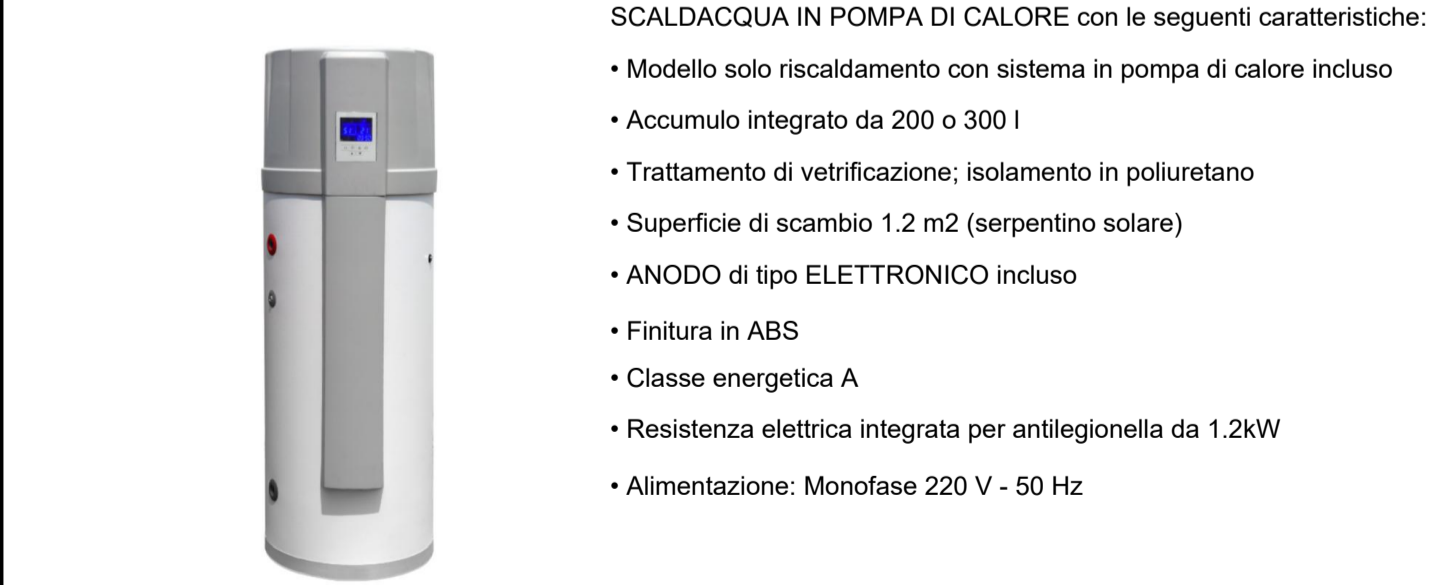 SCALDACQUA IN POMPA DI CALORE con le seguenti caratteristiche:
• Modello solo riscaldamento con sistema in pompa di calore incluso
• Accumulo integrato da 200 o 300 l
• Trattamento di vetrificazione; isolamento in poliuretano
• Superficie di scambio 1.2 m2 (serpentino solare)
• ANODO di tipo ELETTRONICO incluso
• Finitura in ABS
• Classe energetica A
• Resistenza elettrica integrata per antilegionella da 1.2kW
• Alimentazione: Monofase 220 V - 50 Hz